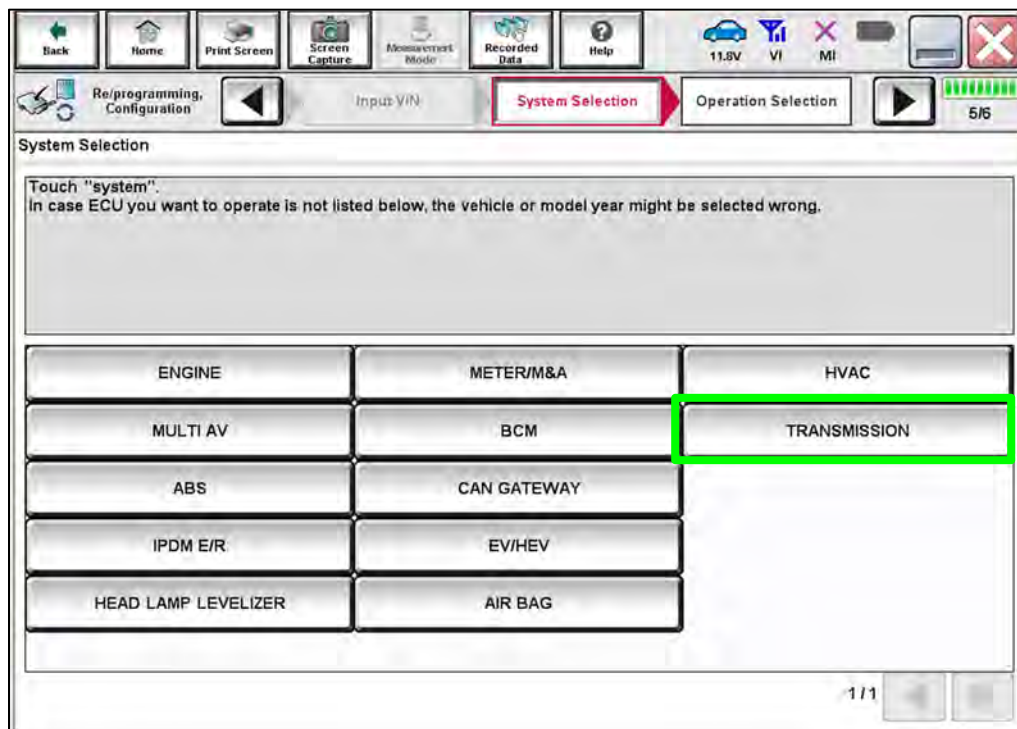 Back
Home
Print Screen
Screen
Capture
Measurement
Mode
Recorded
Data
Help
11.8V
VI
MI
Re/programming,
Configuration
Input VIN
System Selection
Operation Selection
5/6
System Selection
Touch "system".
In case ECU you want to operate is not listed below, the vehicle or model year might be selected wrong.
ENGINE
METER/M&A
HVAC
MULTI AV
BCM
TRANSMISSION
ABS
CAN GATEWAY
IPDM E/R
EV/HEV
HEAD LAMP LEVELIZER
AIR BAG
1/1